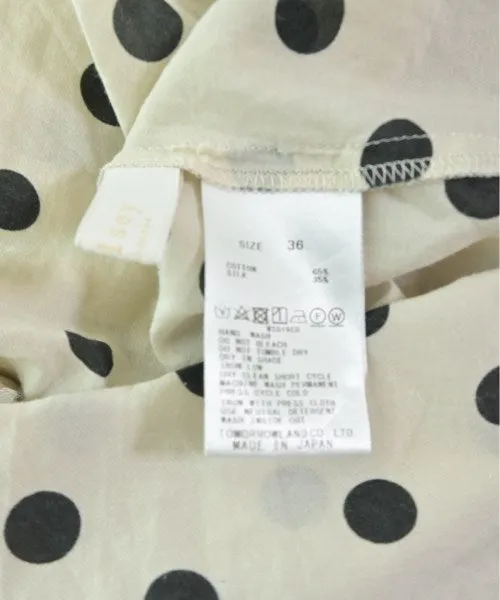 SIZE 36
COTTON 65%
SILK 35%
HAND WASH
DO NOT BLEACH
DO NOT TUMBLE DRY
DRY IN SHADE
IRON LOW
DRY CLEAN SHORT CYCLE
MACHINE WASH PERMANENT
PRESS CYCLE COLD
IRON WITH PRESS CLOTH
USE NEUTRAL DETERGENT
WASH INSIDE OUT
TOMORROWLAND CO. LTD.
MADE IN JAPAN